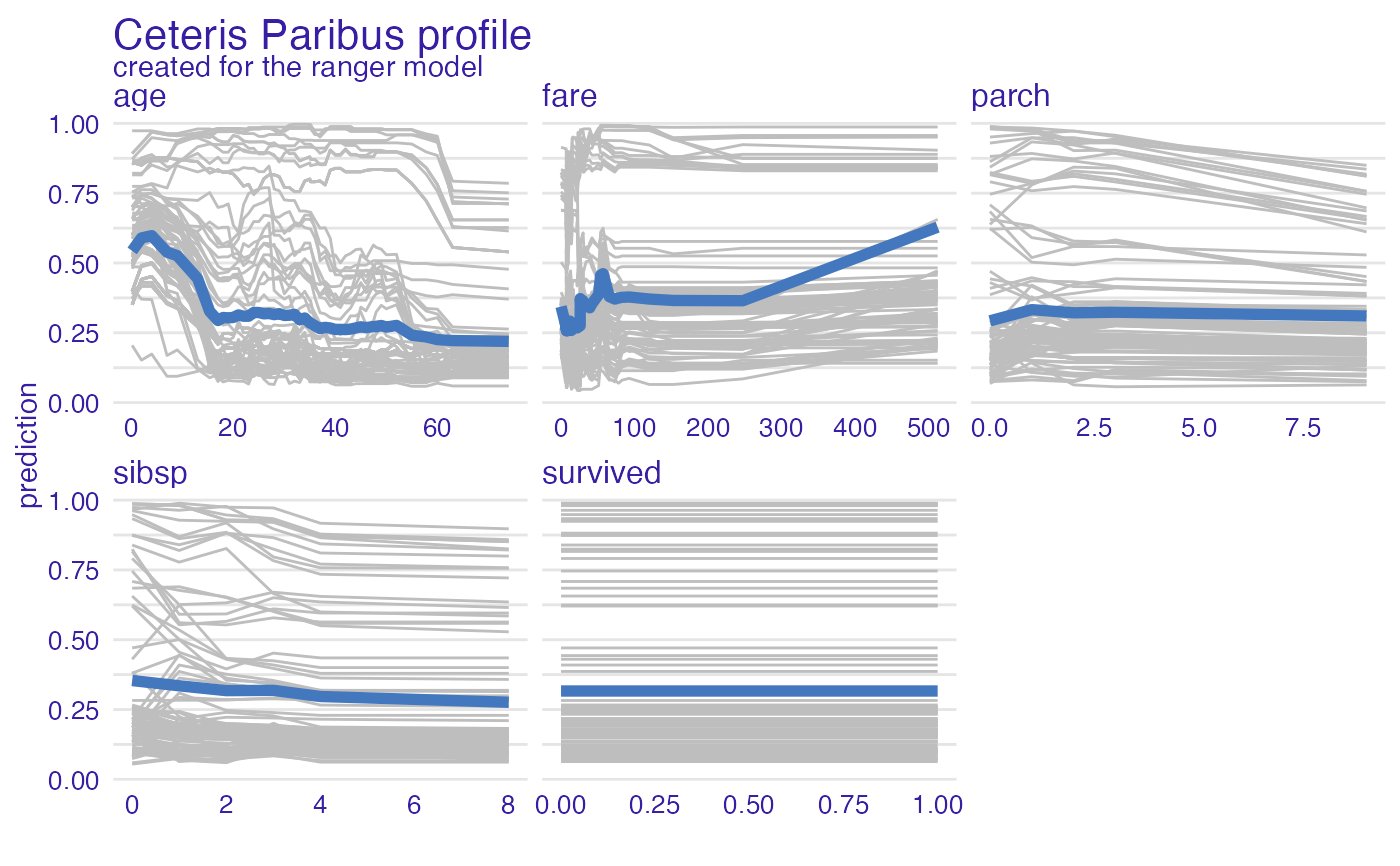 Ceteris Paribus profile
created for the ranger model
age fare parch
1.00
0.75
0.50
0.25
0.00
0 20 40 60 0 100 200 300 400 500 0.0 2.5 5.0 7.5
prediction
sibsp survived
1.00
0.75
0.50
0.25
0.00
0 2 4 6 8 0.00 0.25 0.50 0.75 1.00